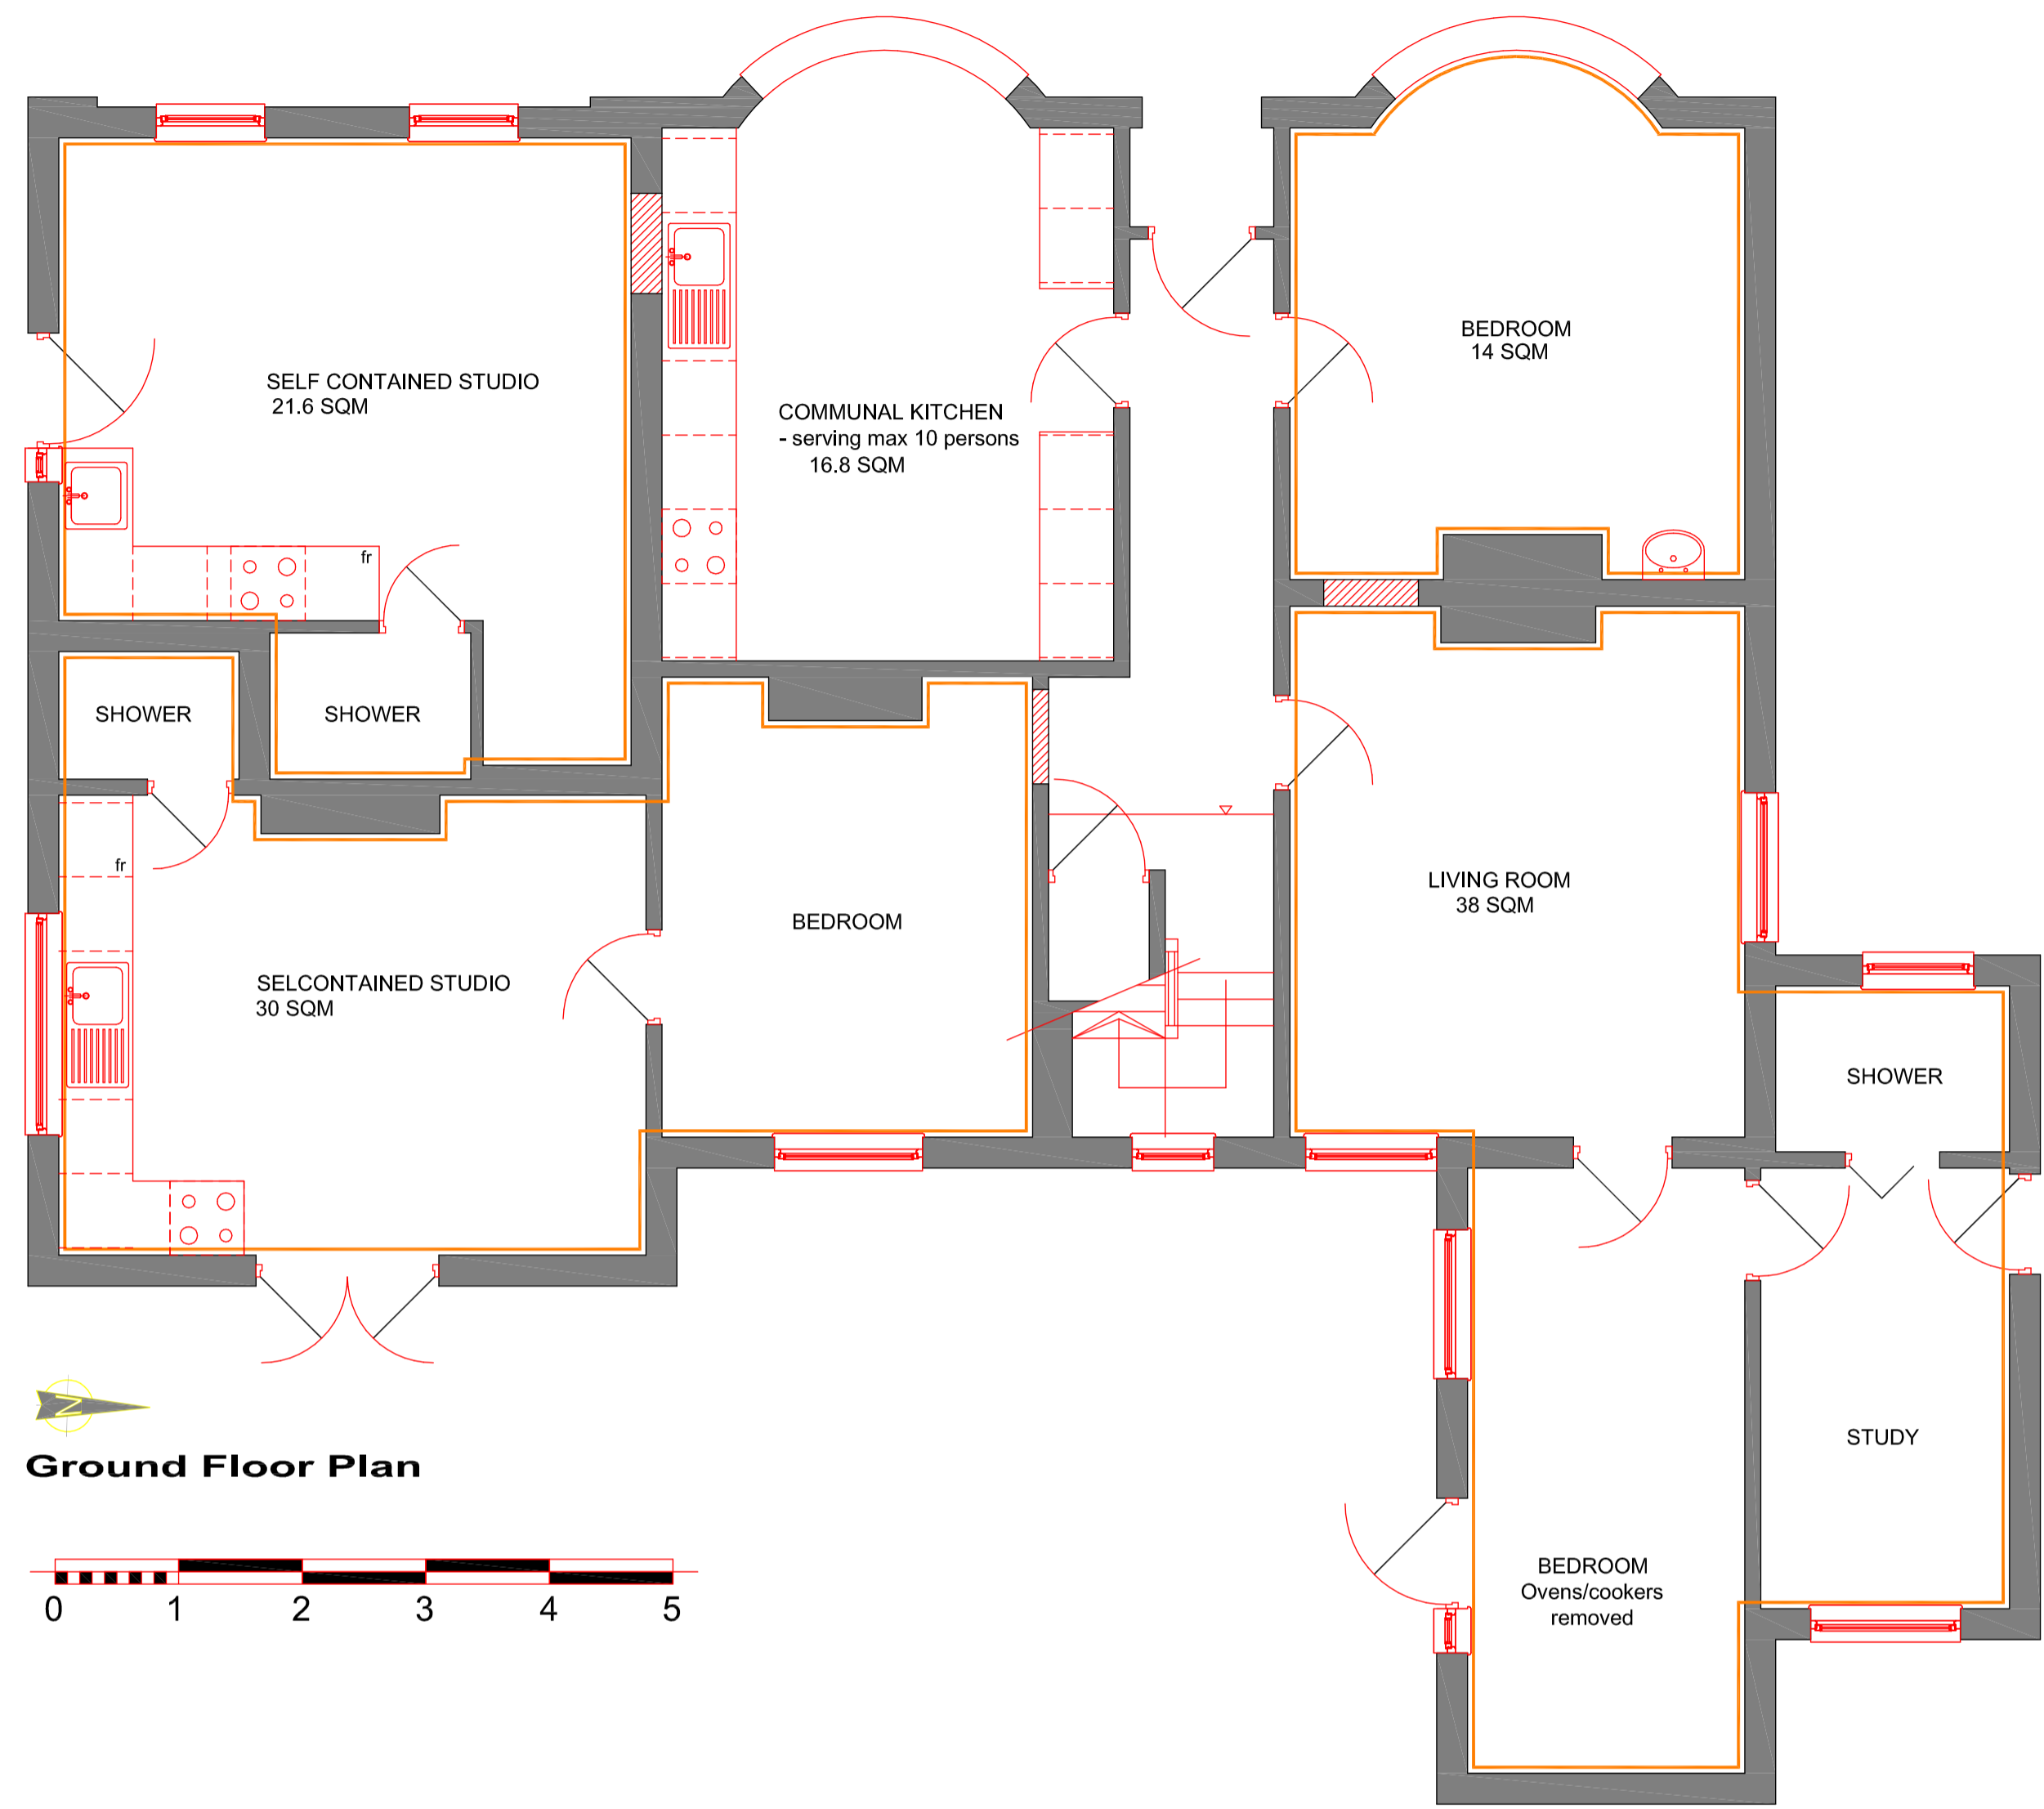 BEDROOM
14 SQM
SELF CONTAINED STUDIO
21.6 SQM
COMMUNAL KITCHEN
- serving max 10 persons
16.8 SQM
fr
SHOWER
SHOWER
fr
LIVING ROOM
38 SQM
BEDROOM
SELCONTAINED STUDIO
30 SQM
SHOWER
N
Ground Floor Plan
STUDY
BEDROOM
Ovens/cookers
removed
0 1 2 3 4 5